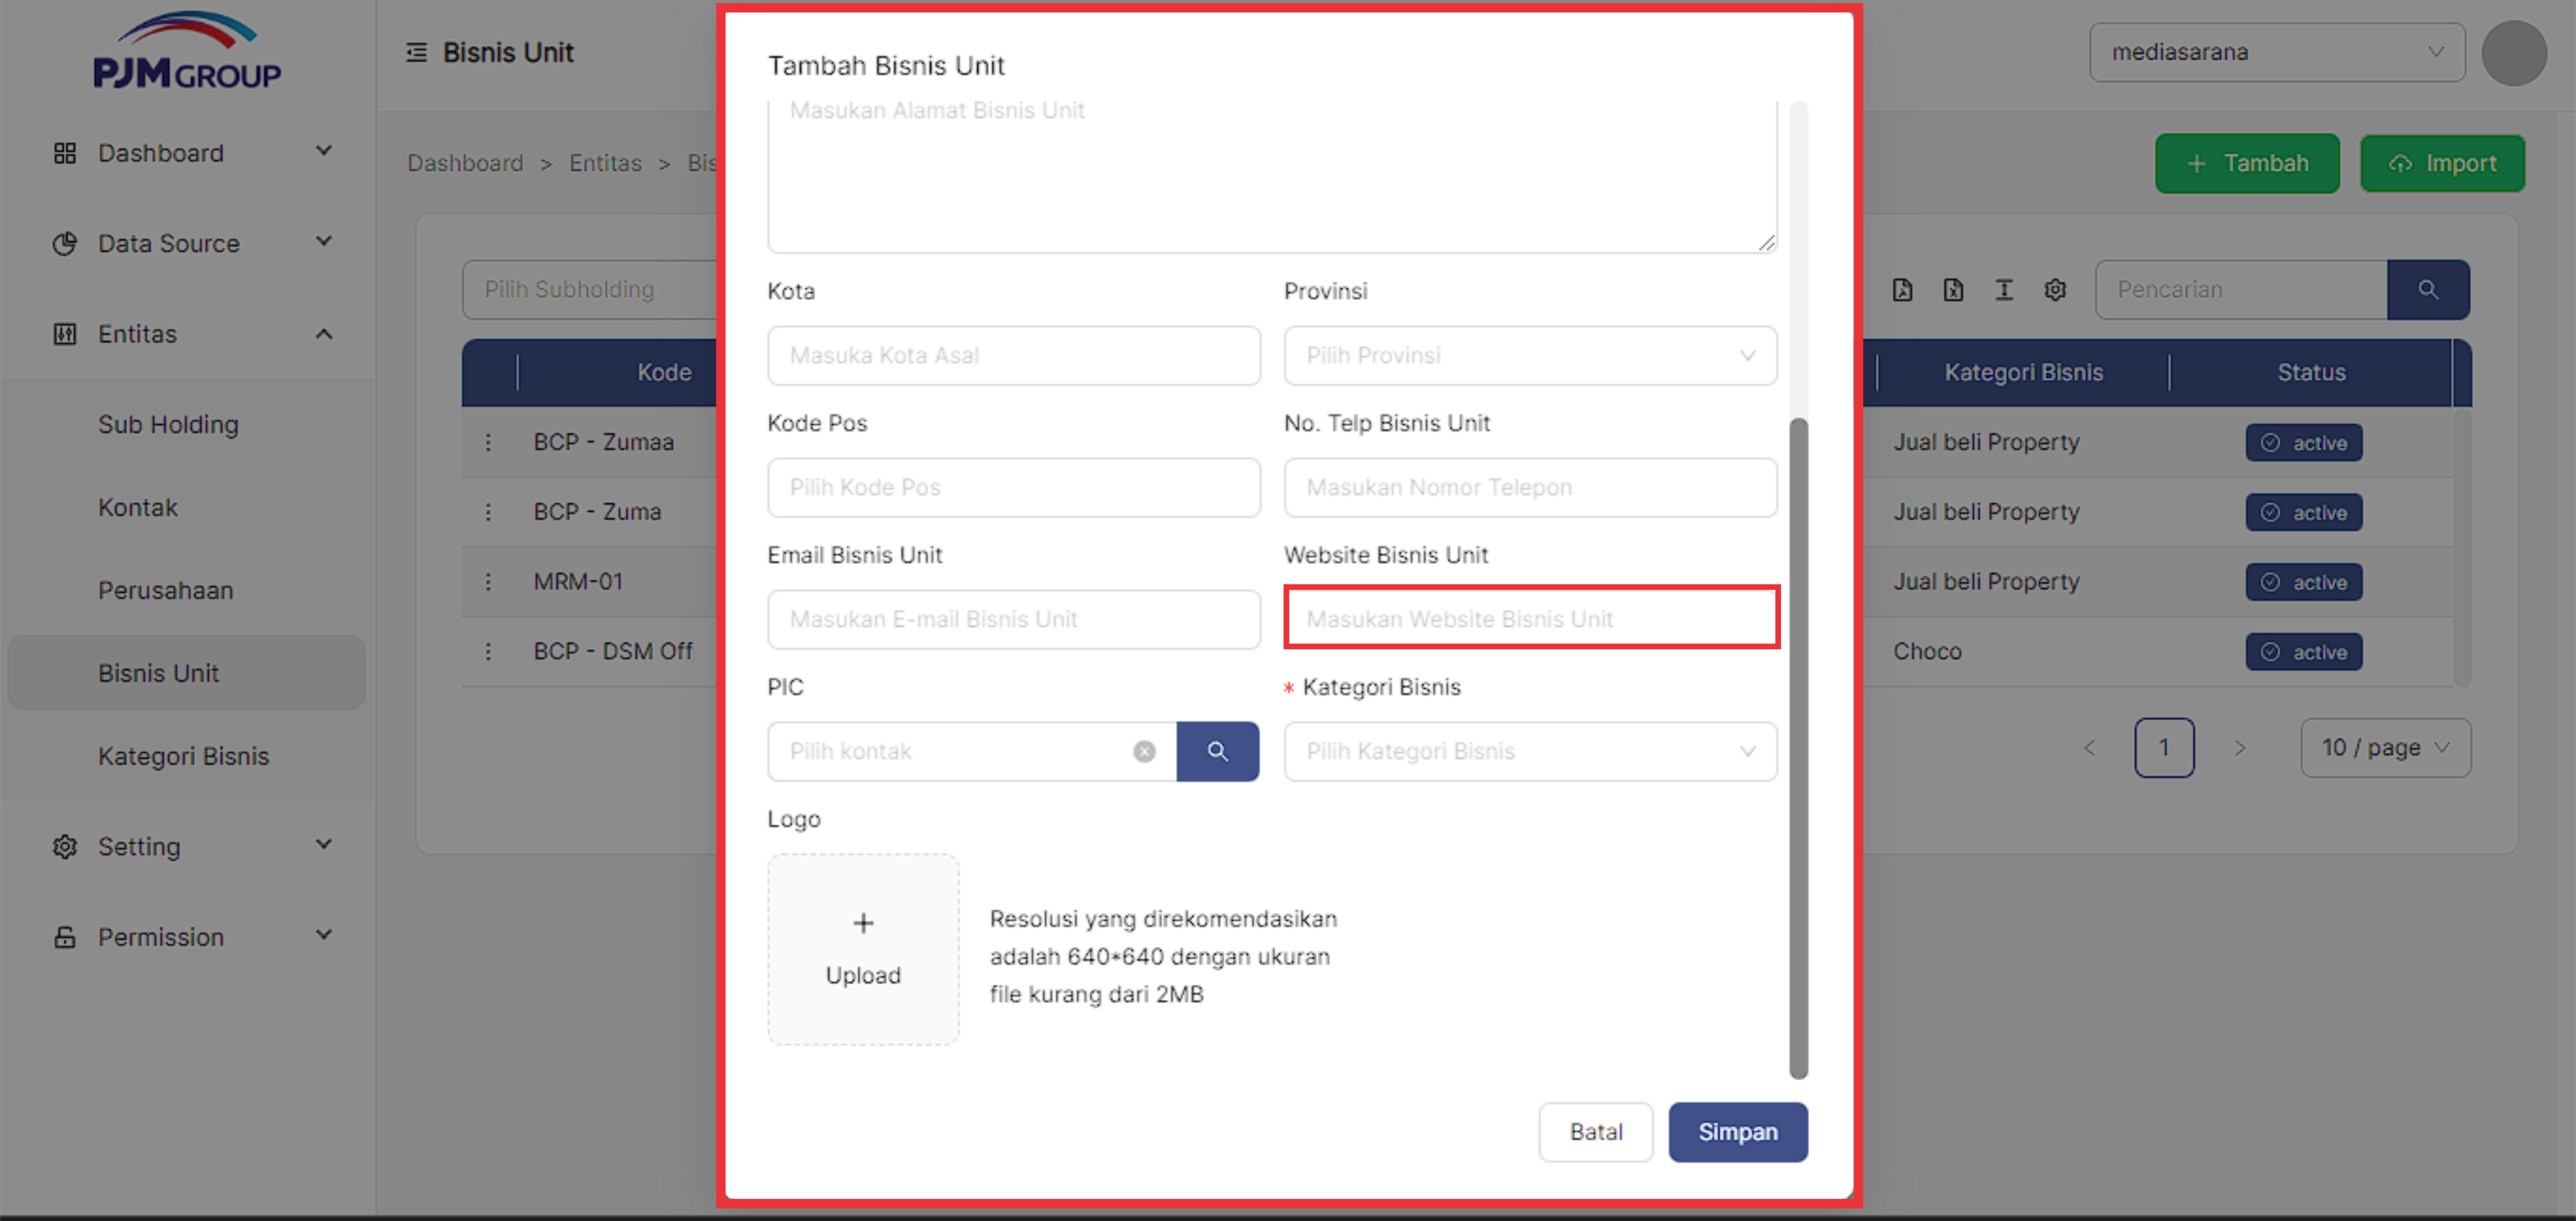 PJM GROUP
Dashboard
Data Source
Entitas
Sub Holding
Kontak
Perusahaan
Bisnis Unit
Kategori Bisnis
Setting
Permission
Bisnis Unit
mediasarana
Dashboard > Entitas > Bis
+ Tambah
Import
Pilih Subholding
Pencarian
Kode
Kategori Bisnis
Status
BCP - Zumaa
Jual beli Property
active
BCP - Zuma
Jual beli Property
active
MRM-01
Jual beli Property
active
BCP - DSM Off
Choco
active
< 1 >
10 / page
Tambah Bisnis Unit
Masukan Alamat Bisnis Unit
Kota
Provinsi
Masuka Kota Asal
Pilih Provinsi
Kode Pos
No. Telp Bisnis Unit
Pilih Kode Pos
Masukan Nomor Telepon
Email Bisnis Unit
Website Bisnis Unit
Masukan E-mail Bisnis Unit
Masukan Website Bisnis Unit
PIC
* Kategori Bisnis
Pilih kontak
Pilih Kategori Bisnis
Logo
+
Upload
Resolusi yang direkomendasikan
adalah 640*640 dengan ukuran
file kurang dari 2MB
Batal
Simpan